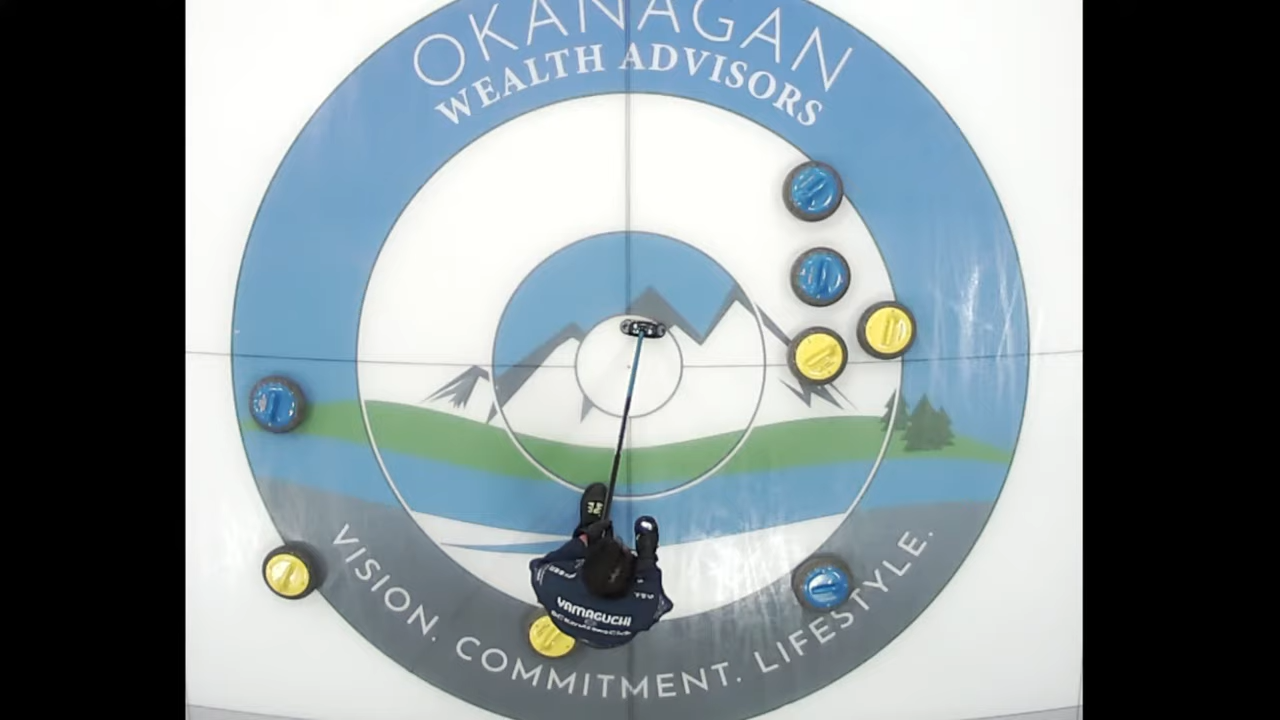 OKANAGAN
WEALTH ADVISORS
YAMAGUCHI
VISION. COMMITMENT. LIFESTYLE.